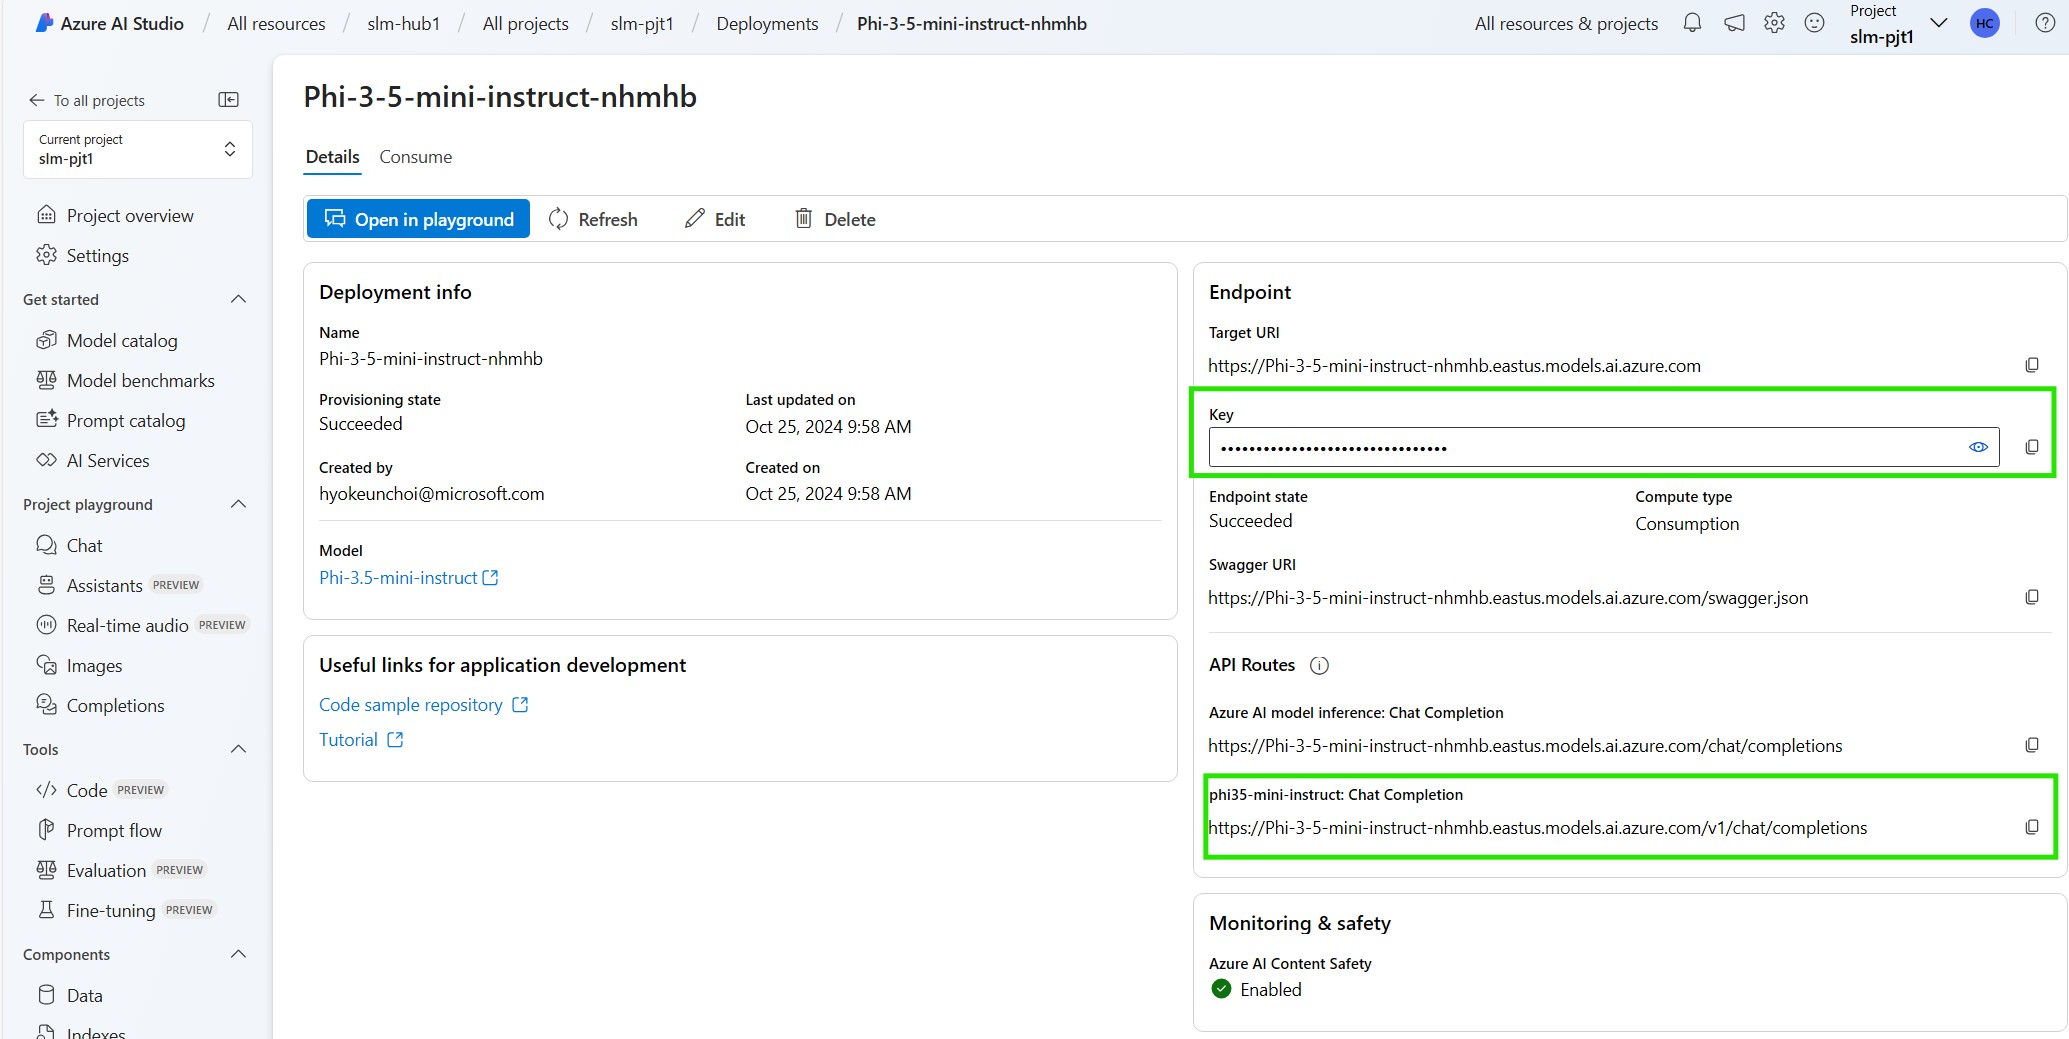 Azure AI Studio / All resources / slm-hub1 / All projects / slm-pjt1 / Deployments / Phi-3-5-mini-instruct-nhmhb
All resources & projects
Project
slm-pjt1
HC
To all projects
Current project
slm-pjt1
Project overview
Settings
Get started
Model catalog
Model benchmarks
Prompt catalog
AI Services
Project playground
Chat
Assistants PREVIEW
Real-time audio PREVIEW
Images
Completions
Tools
Code PREVIEW
Prompt flow
Evaluation PREVIEW
Fine-tuning PREVIEW
Components
Data
Indexes
Phi-3-5-mini-instruct-nhmhb
Details Consume
Open in playground Refresh Edit Delete
Deployment info
Name
Phi-3-5-mini-instruct-nhmhb
Provisioning state
Succeeded
Last updated on
Oct 25, 2024 9:58 AM
Created by
hyokeunchoi@microsoft.com
Created on
Oct 25, 2024 9:58 AM
Model
Phi-3.5-mini-instruct
Useful links for application development
Code sample repository
Tutorial
Endpoint
Target URI
https://Phi-3-5-mini-instruct-nhmhb.eastus.models.ai.azure.com
Key
••••••••••••••••••••••••••••••••
Endpoint state
Succeeded
Compute type
Consumption
Swagger URI
https://Phi-3-5-mini-instruct-nhmhb.eastus.models.ai.azure.com/swagger.json
API Routes
Azure AI model inference: Chat Completion
https://Phi-3-5-mini-instruct-nhmhb.eastus.models.ai.azure.com/chat/completions
phi35-mini-instruct: Chat Completion
https://Phi-3-5-mini-instruct-nhmhb.eastus.models.ai.azure.com/v1/chat/completions
Monitoring & safety
Azure AI Content Safety
Enabled